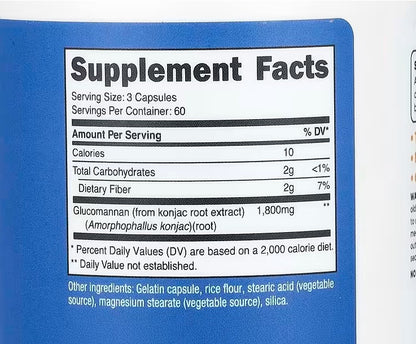 Supplement Facts
Serving Size: 3 Capsules
Servings Per Container: 60
Amount Per Serving % DV*
Calories 10
Total Carbohydrates 2g <1%
Dietary Fiber 2g 7%
Glucomannan (from konjac root extract) 1,800mg **
(Amorphophallus konjac)(root)
* Percent Daily Values (DV) are based on a 2,000 calorie diet.
** Daily Value not established.
Other ingredients: Gelatin capsule, rice flour, stearic acid (vegetable
source), magnesium stearate (vegetable source), silica.